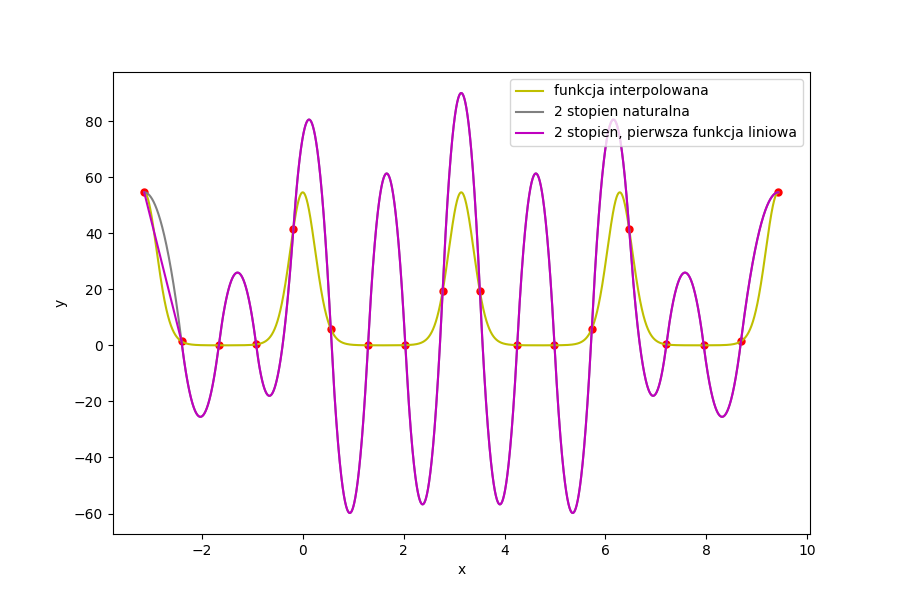 funkcja interpolowana
2 stopien naturalna
2 stopien, pierwsza funkcja liniowa
80
60
40
20
0
−20
−40
−60
y
−2 0 2 4 6 8 10
x